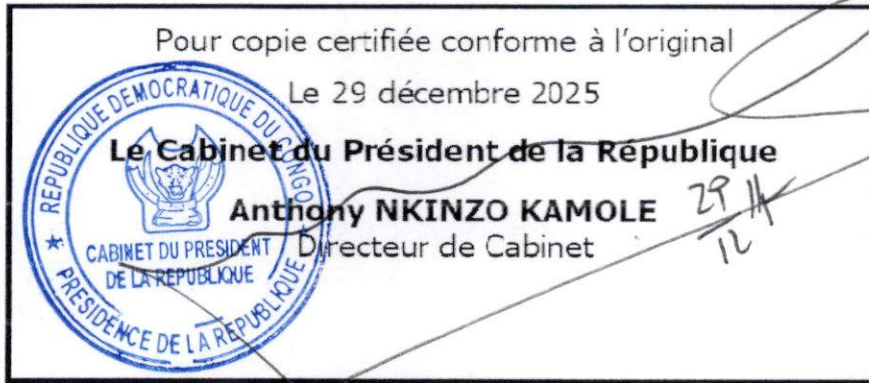 Pour copie certifiée conforme à l'original
Le 29 décembre 2025
Le Cabinet du Président de la République
Anthony NKINZO KAMOLE
Directeur de Cabinet
29
12
REPUBLIQUE DEMOCRATIQUE DU CONGO
CABINET DU PRESIDENT
DE LA REPUBLIQUE
PRESIDENCE DE LA REPUBLIQUE